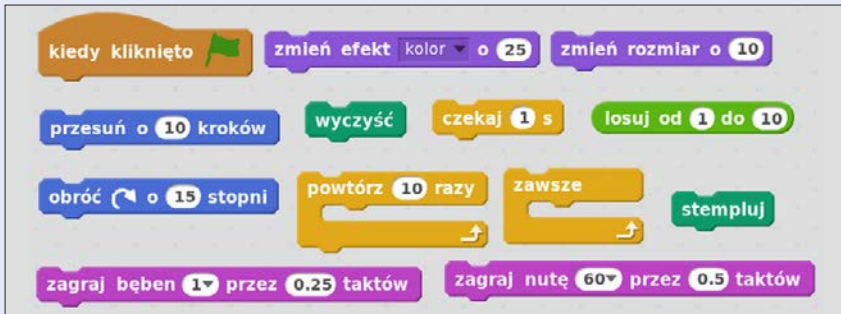 kiedy kliknięto zmień efekt kolor o 25 zmień rozmiar o 10
przesuń o 10 kroków wyczyść czekaj 1 s losuj od 1 do 10
obróć o 15 stopni powtórz 10 razy zawsze stempluj
zagraj bęben 1 przez 0.25 taktów zagraj nutę 60 przez 0.5 taktów